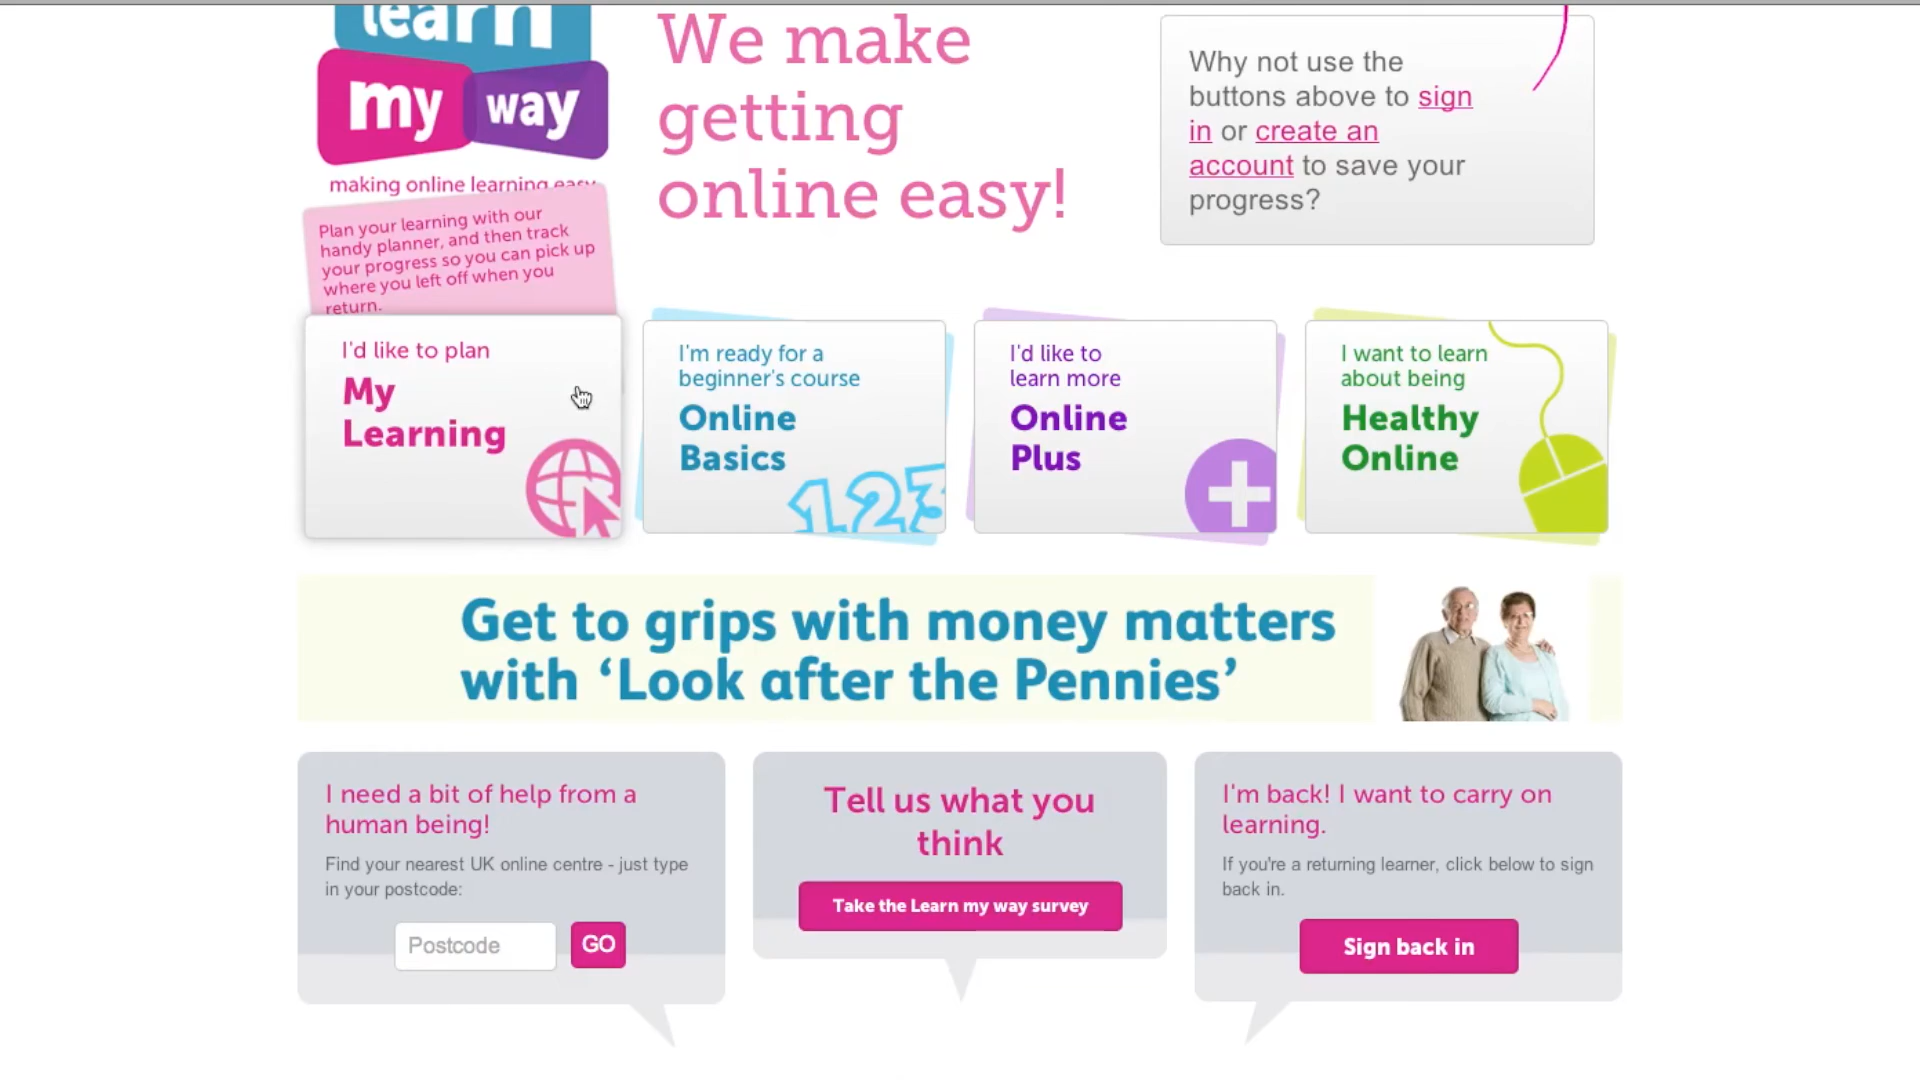 learn
my way
making online learning easy
We make
getting
online easy!
Why not use the
buttons above to sign
in or create an
account to save your
progress?
Plan your learning with our
handy planner, and then track
your progress so you can pick up
where you left off when you
return.
I'd like to plan
My
Learning
I'm ready for a
beginner's course
Online
Basics
123
I'd like to
learn more
Online
Plus
I want to learn
about being
Healthy
Online
Get to grips with money matters
with ‘Look after the Pennies’
I need a bit of help from a
human being!
Find your nearest UK online centre - just type
in your postcode:
Postcode
GO
Tell us what you
think
Take the Learn my way survey
I'm back! I want to carry on
learning.
If you're a returning learner, click below to sign
back in.
Sign back in